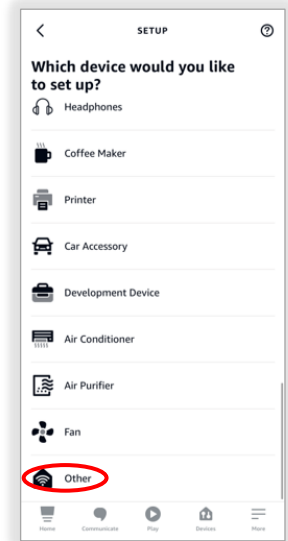 SETUP
Which device would you like
to set up?
Headphones
Coffee Maker
Printer
Car Accessory
Development Device
Air Conditioner
Air Purifier
Fan
Other
Home Communicate Play Devices More